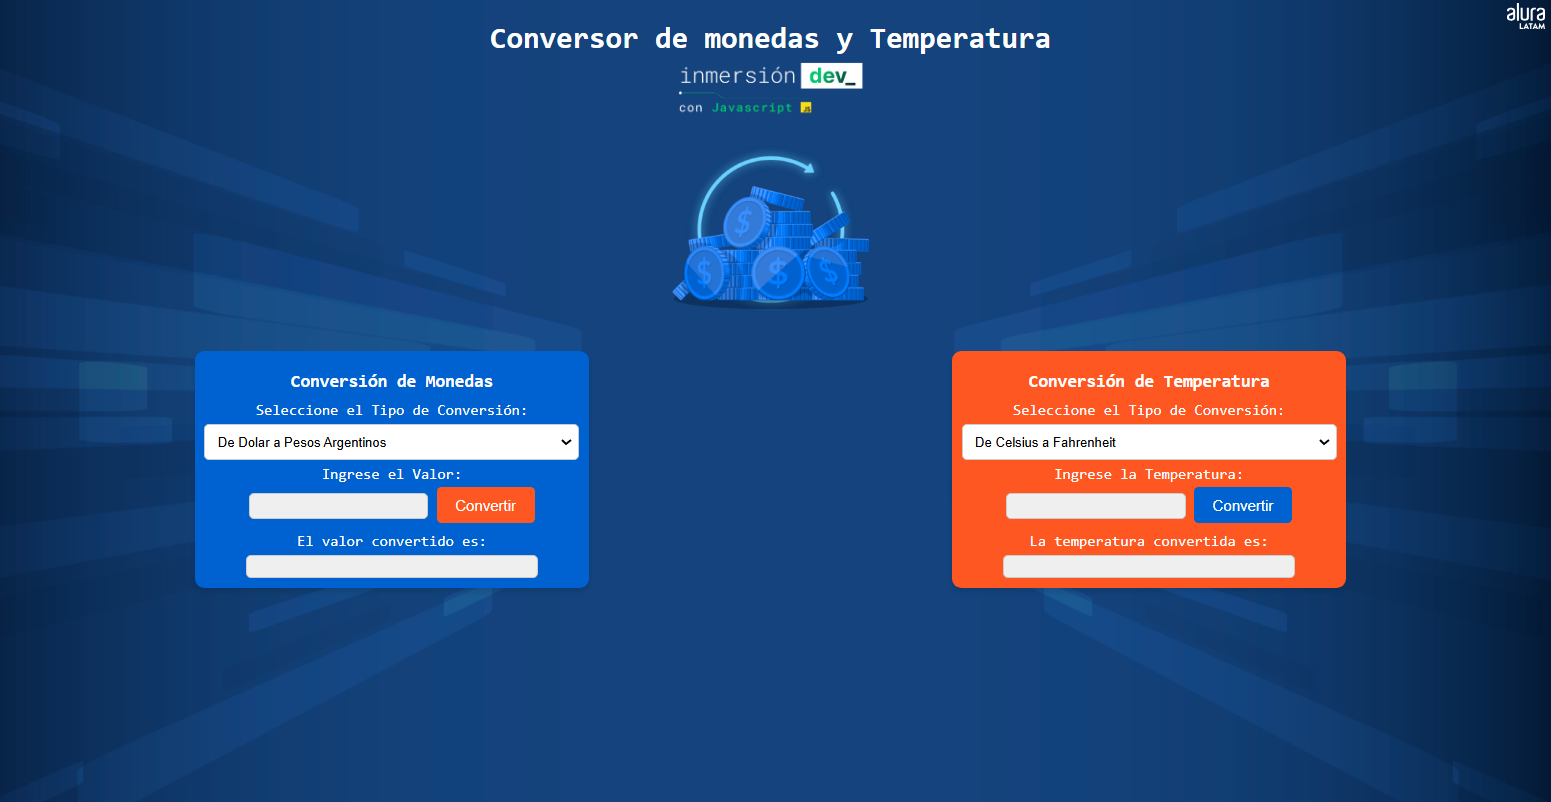 alura
LATAM
Conversor de monedas y Temperatura
inmersión dev_
con Javascript JS
$ $ $ $
Conversión de Monedas
Seleccione el Tipo de Conversión:
De Dolar a Pesos Argentinos
Ingrese el Valor:
Convertir
El valor convertido es:
Conversión de Temperatura
Seleccione el Tipo de Conversión:
De Celsius a Fahrenheit
Ingrese la Temperatura:
Convertir
La temperatura convertida es: